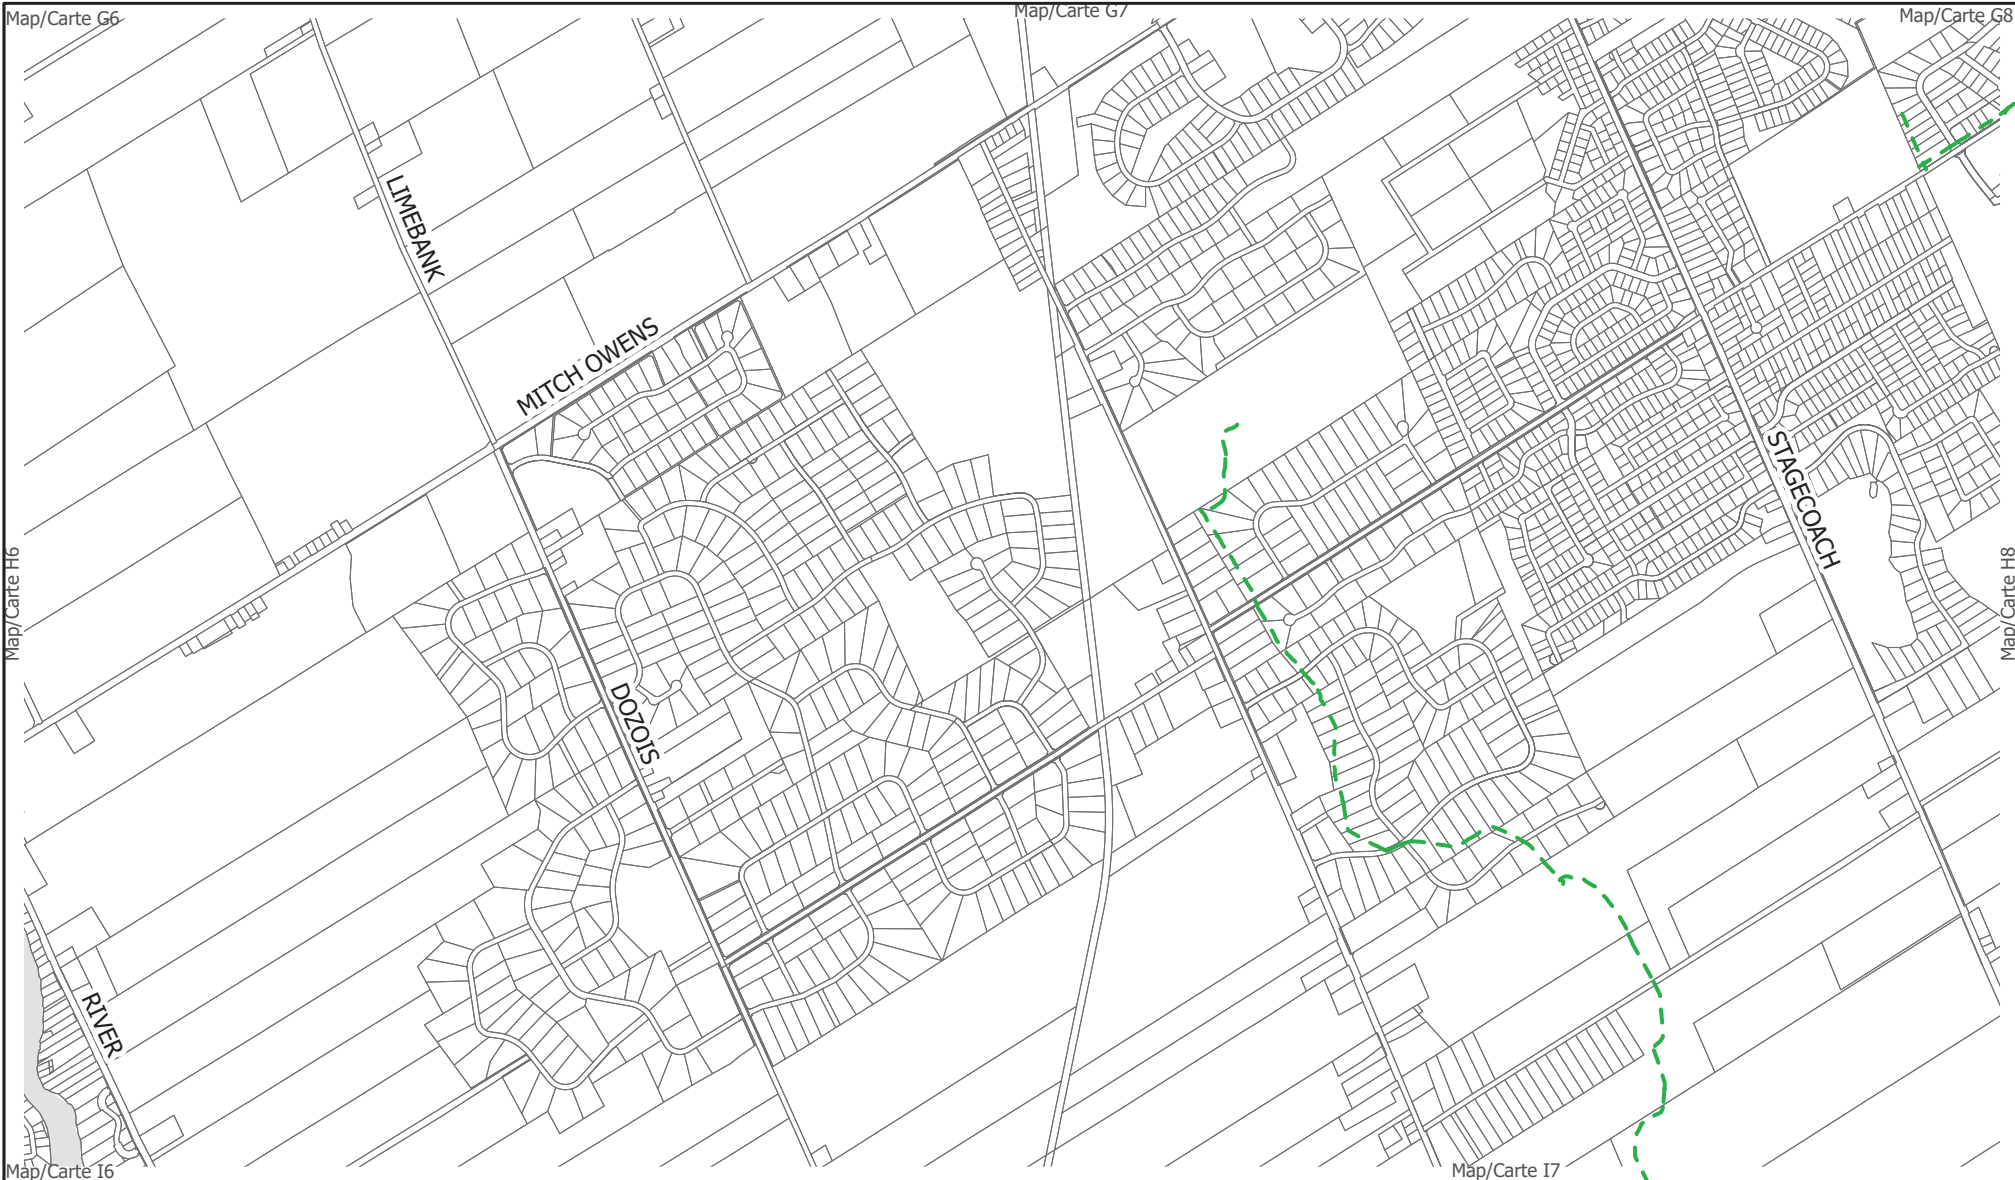 Map/Carte G6
Map/Carte G7
Map/Carte G8
LIMEBANK
MITCH OWENS
STAGECOACH
Map/Carte H6
Map/Carte H8
DOZOIS
RIVER
Map/Carte I6
Map/Carte I7